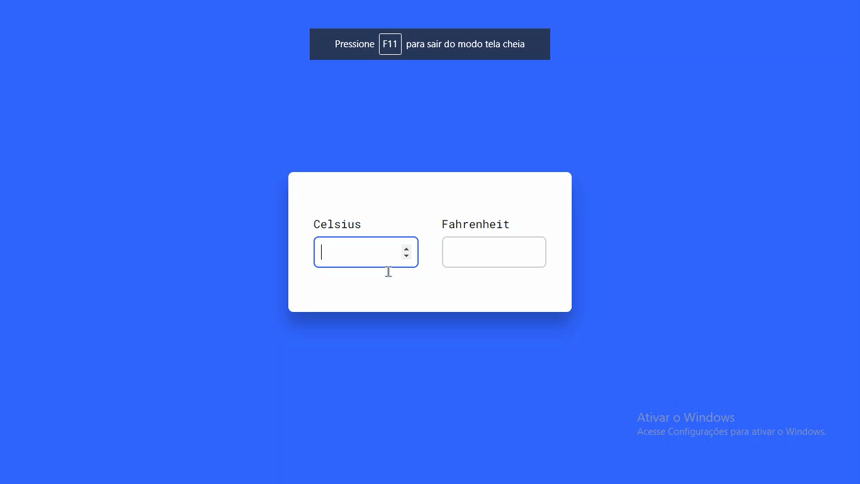 Pressione F11 para sair do modo tela cheia
Celsius Fahrenheit
Ativar o Windows
Acesse Configurações para ativar o Windows.